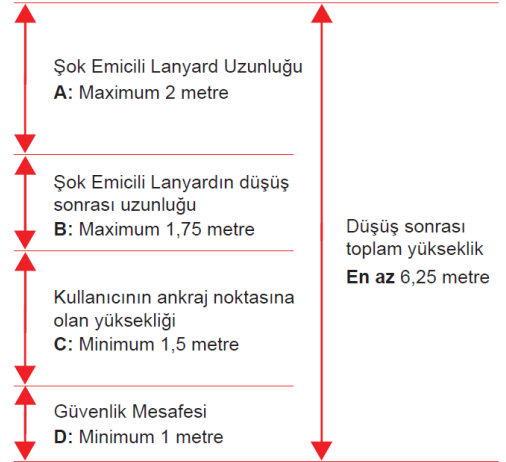 Şok Emicili Lanyard Uzunluğu
A: Maximum 2 metre
Şok Emicili Lanyardın düşüş
sonrası uzunluğu
B: Maximum 1,75 metre
Kullanıcının ankraj noktasına
olan yüksekliği
C: Minimum 1,5 metre
Güvenlik Mesafesi
D: Minimum 1 metre
Düşüş sonrası
toplam yükseklik
En az 6,25 metre